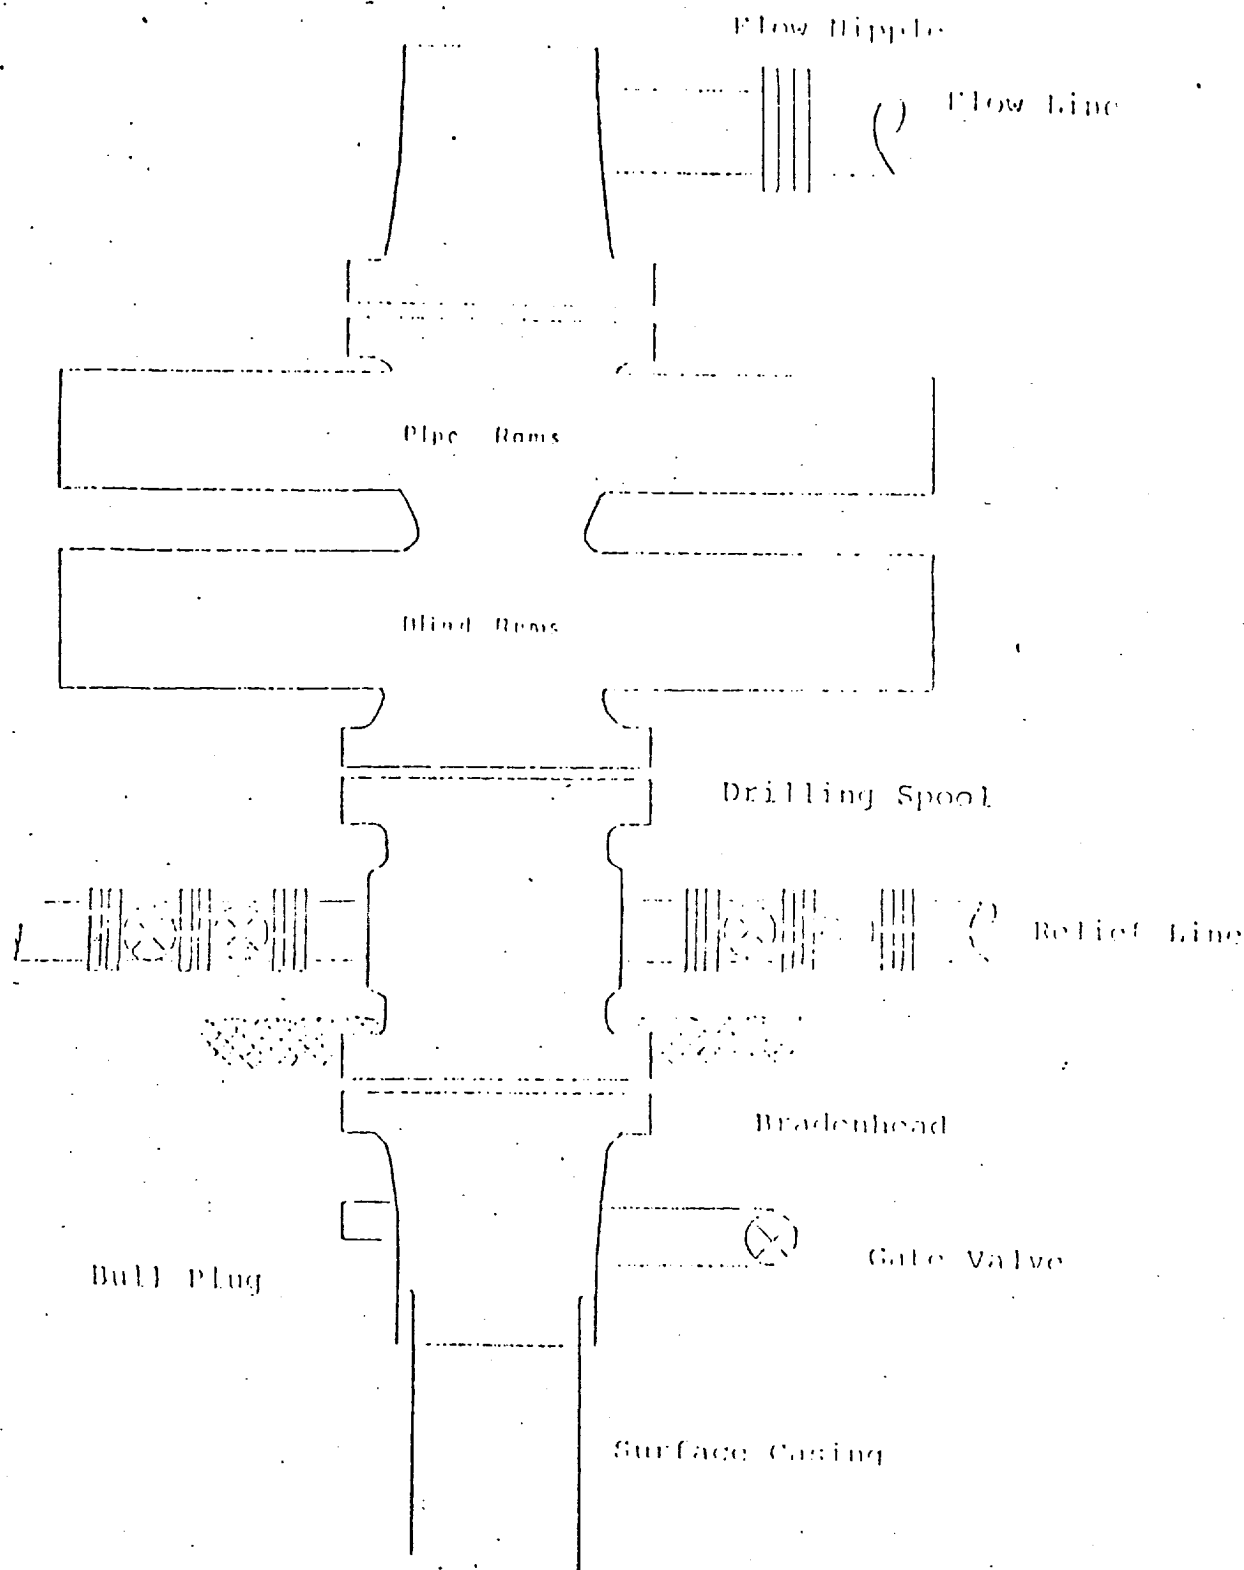 Flow Nipple
Flow Line
Pipe Rams
Blind Rams
Drilling Spool
Relief Line
Bradenhead
Gate Valve
Bull Plug
Surface Casing